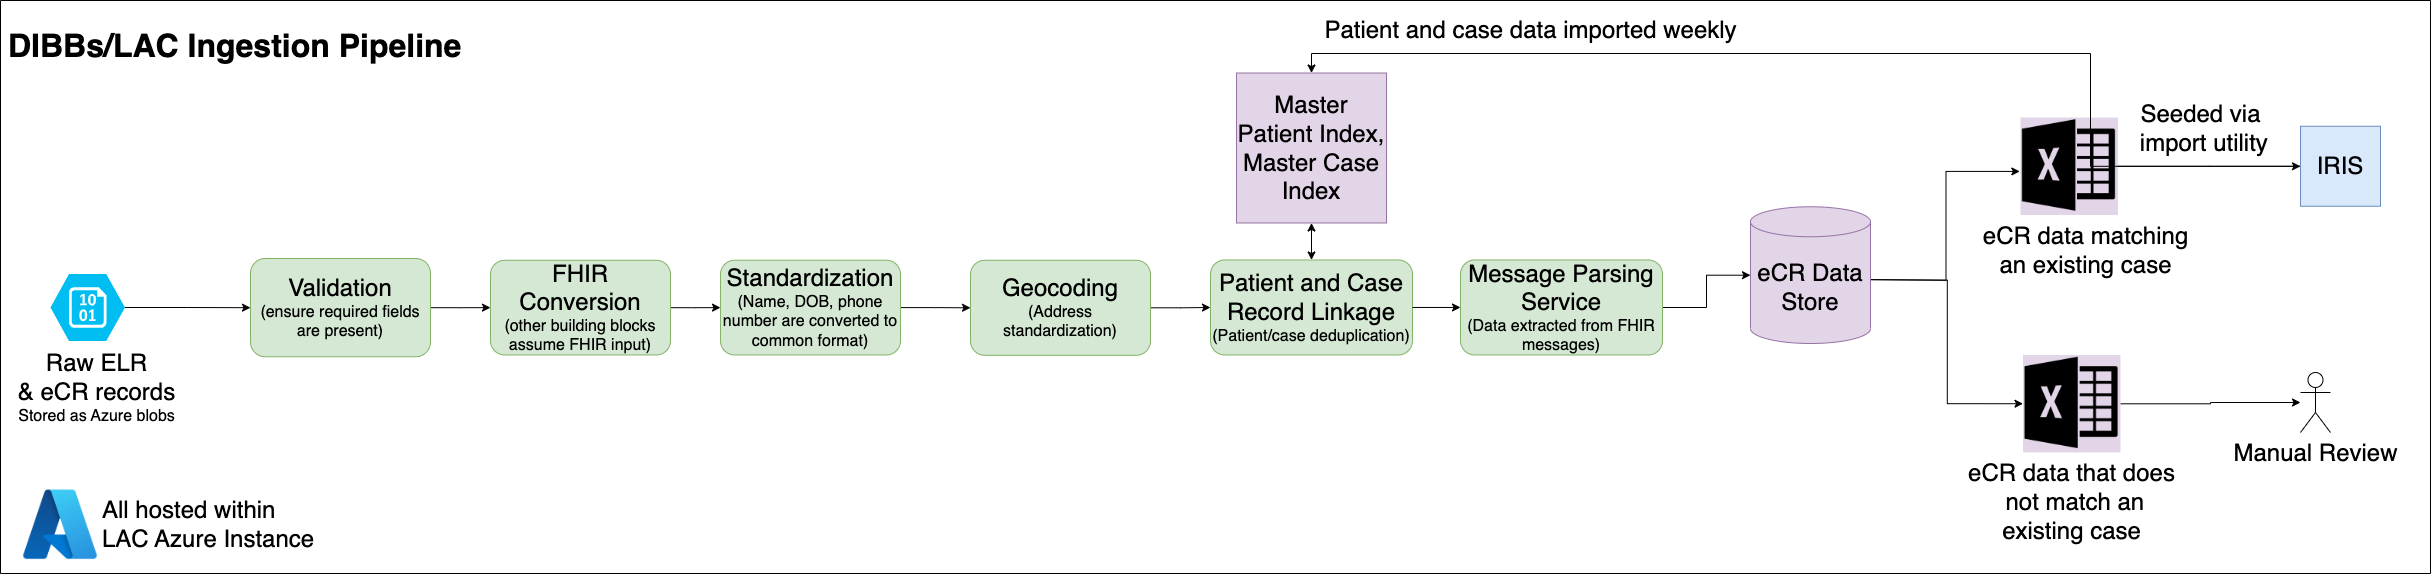 DIBBs/LAC Ingestion Pipeline
Patient and case data imported weekly
Master
Patient Index,
Master Case
Index
Seeded via
import utility
IRIS
X
eCR data matching
an existing case
10
01
Raw ELR
& eCR records
Stored as Azure blobs
Validation
(ensure required fields
are present)
FHIR
Conversion
(other building blocks
assume FHIR input)
Standardization
(Name, DOB, phone
number are converted to
common format)
Geocoding
(Address
standardization)
Patient and Case
Record Linkage
(Patient/case deduplication)
Message Parsing
Service
(Data extracted from FHIR
messages)
eCR Data
Store
X
eCR data that does
not match an
existing case
Manual Review
All hosted within
LAC Azure Instance